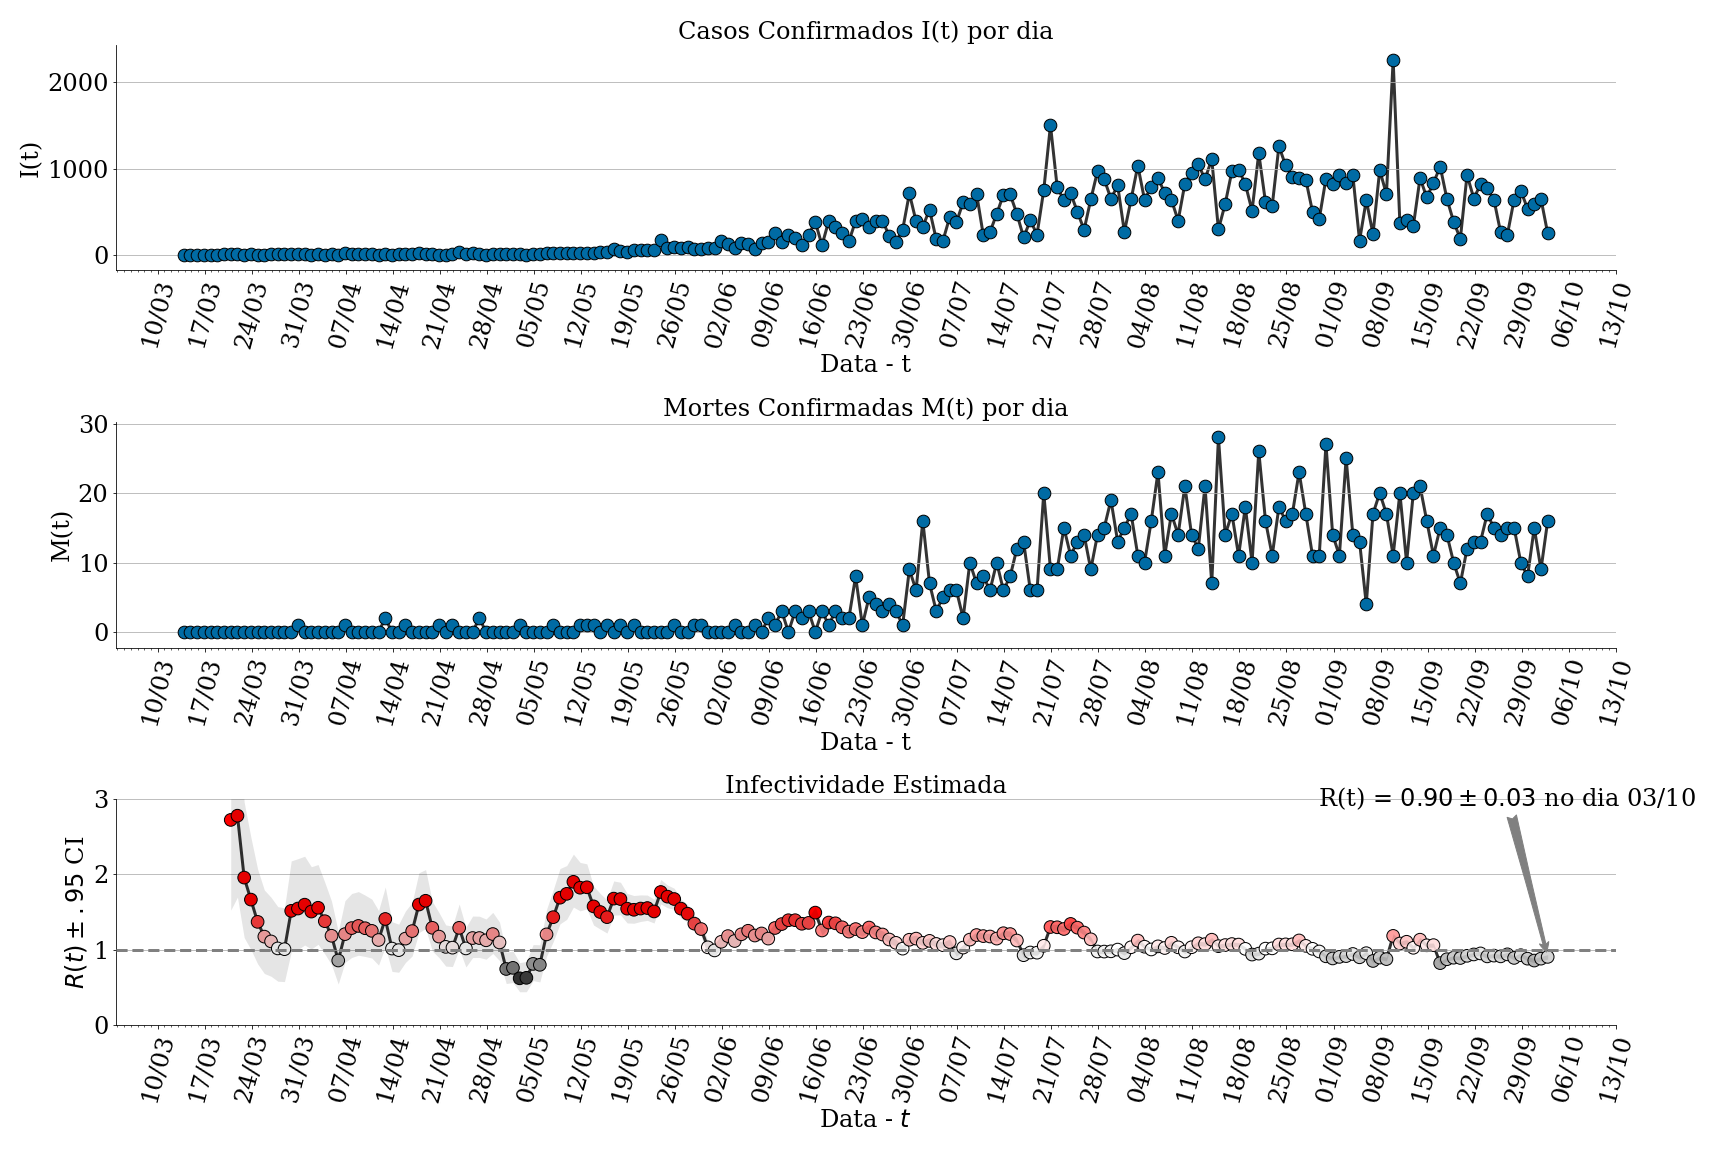 Casos Confirmados I(t) por dia
I(t)
2000
1000
0
10/03 17/03 24/03 31/03 07/04 14/04 21/04 28/04 05/05 12/05 19/05 26/05 02/06 09/06 16/06 23/06 30/06 07/07 14/07 21/07 28/07 04/08 11/08 18/08 25/08 01/09 08/09 15/09 22/09 29/09 06/10 13/10
Data - t
Mortes Confirmadas M(t) por dia
M(t)
30
20
10
0
10/03 17/03 24/03 31/03 07/04 14/04 21/04 28/04 05/05 12/05 19/05 26/05 02/06 09/06 16/06 23/06 30/06 07/07 14/07 21/07 28/07 04/08 11/08 18/08 25/08 01/09 08/09 15/09 22/09 29/09 06/10 13/10
Data - t
Infectividade Estimada
R(t) = 0.90 ± 0.03 no dia 03/10
R(t) ± .95 CI
3
2
1
0
10/03 17/03 24/03 31/03 07/04 14/04 21/04 28/04 05/05 12/05 19/05 26/05 02/06 09/06 16/06 23/06 30/06 07/07 14/07 21/07 28/07 04/08 11/08 18/08 25/08 01/09 08/09 15/09 22/09 29/09 06/10 13/10
Data - t